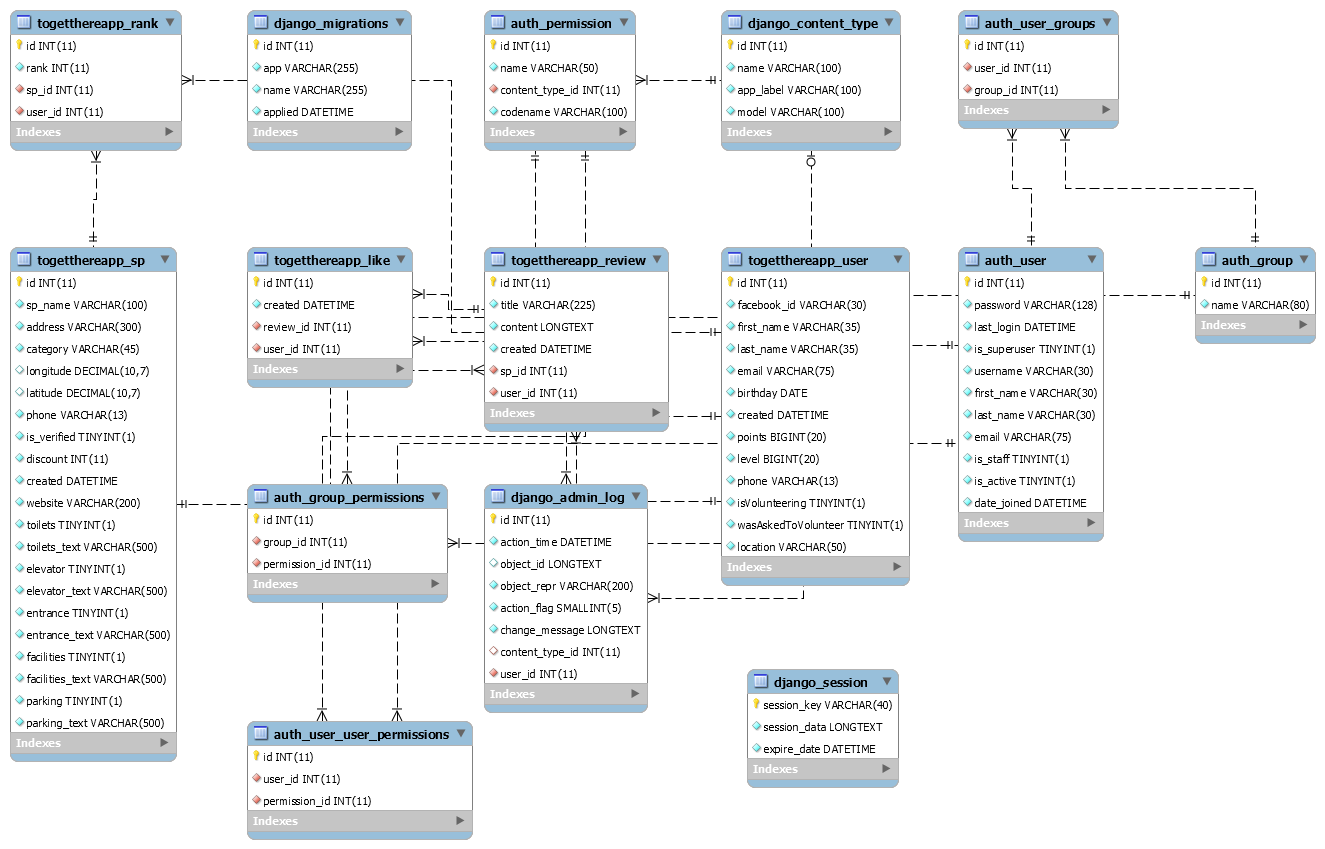 togetthereapp_rank
id INT(11)
rank INT(11)
sp_id INT(11)
user_id INT(11)
Indexes
django_migrations
id INT(11)
app VARCHAR(255)
name VARCHAR(255)
applied DATETIME
Indexes
auth_permission
id INT(11)
name VARCHAR(50)
content_type_id INT(11)
codename VARCHAR(100)
Indexes
django_content_type
id INT(11)
name VARCHAR(100)
app_label VARCHAR(100)
model VARCHAR(100)
Indexes
auth_user_groups
id INT(11)
user_id INT(11)
group_id INT(11)
Indexes
togetthereapp_sp
id INT(11)
sp_name VARCHAR(100)
address VARCHAR(300)
category VARCHAR(45)
longitude DECIMAL(10,7)
latitude DECIMAL(10,7)
phone VARCHAR(13)
is_verified TINYINT(1)
discount INT(11)
created DATETIME
website VARCHAR(200)
toilets TINYINT(1)
toilets_text VARCHAR(500)
elevator TINYINT(1)
elevator_text VARCHAR(500)
entrance TINYINT(1)
entrance_text VARCHAR(500)
facilities TINYINT(1)
facilities_text VARCHAR(500)
parking TINYINT(1)
parking_text VARCHAR(500)
Indexes
togetthereapp_like
id INT(11)
created DATETIME
review_id INT(11)
user_id INT(11)
Indexes
togetthereapp_review
id INT(11)
title VARCHAR(225)
content LONGTEXT
created DATETIME
sp_id INT(11)
user_id INT(11)
Indexes
togetthereapp_user
id INT(11)
facebook_id VARCHAR(30)
first_name VARCHAR(35)
last_name VARCHAR(35)
email VARCHAR(75)
birthday DATE
created DATETIME
points BIGINT(20)
level BIGINT(20)
phone VARCHAR(13)
isVolunteering TINYINT(1)
wasAskedToVolunteer TINYINT(1)
location VARCHAR(50)
Indexes
auth_user
id INT(11)
password VARCHAR(128)
last_login DATETIME
is_superuser TINYINT(1)
username VARCHAR(30)
first_name VARCHAR(30)
last_name VARCHAR(30)
email VARCHAR(75)
is_staff TINYINT(1)
is_active TINYINT(1)
date_joined DATETIME
Indexes
auth_group
id INT(11)
name VARCHAR(80)
Indexes
auth_group_permissions
id INT(11)
group_id INT(11)
permission_id INT(11)
Indexes
django_admin_log
id INT(11)
action_time DATETIME
object_id LONGTEXT
object_repr VARCHAR(200)
action_flag SMALLINT(5)
change_message LONGTEXT
content_type_id INT(11)
user_id INT(11)
Indexes
django_session
session_key VARCHAR(40)
session_data LONGTEXT
expire_date DATETIME
Indexes
auth_user_user_permissions
id INT(11)
user_id INT(11)
permission_id INT(11)
Indexes